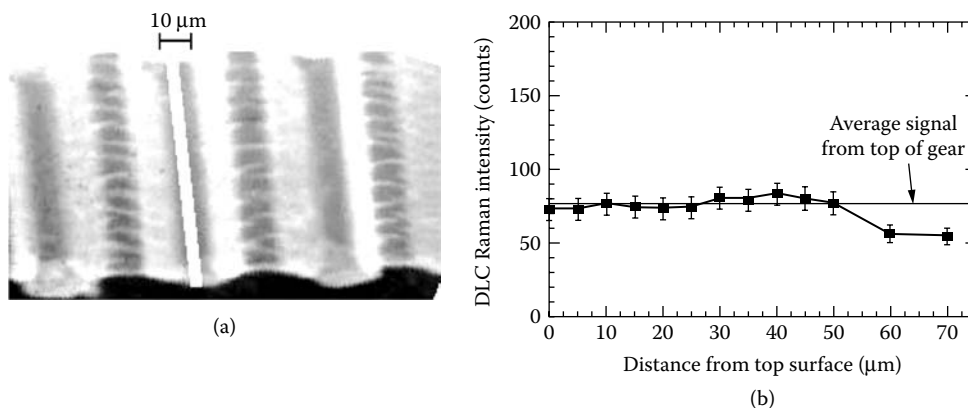 10 μm
(a)
200
150
100
50
0
DLC Raman intensity (counts)
Average signal
from top of gear
0 10 20 30 40 50 60 70
Distance from top surface (μm)
(b)